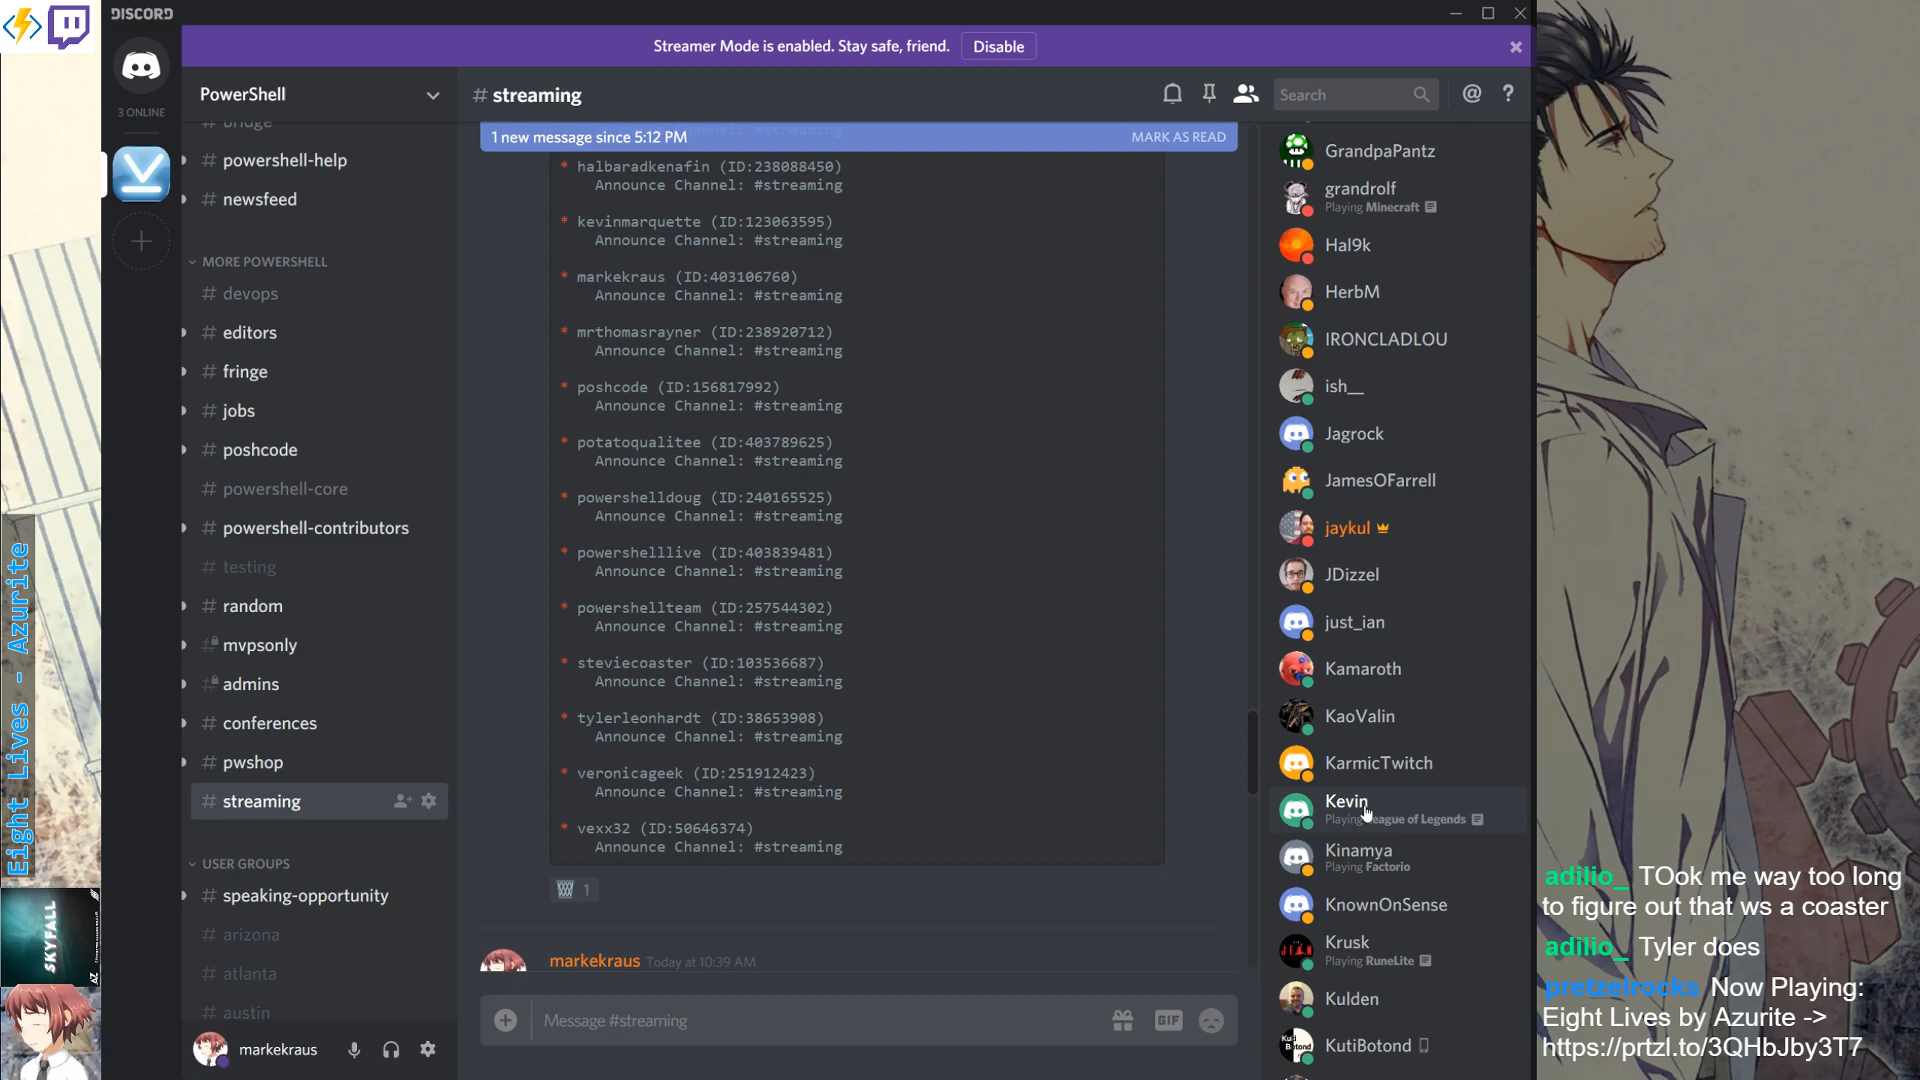 DISCORD
Streamer Mode is enabled. Stay safe, friend.
Disable
3 ONLINE
PowerShell
# bridge
# powershell-help
# newsfeed
MORE POWERSHELL
# devops
# editors
# fringe
# jobs
# poshcode
# powershell-core
# powershell-contributors
# testing
# random
# mvpsonly
# admins
# conferences
# pwshop
# streaming
USER GROUPS
# speaking-opportunity
# arizona
# atlanta
# austin
markekraus
# streaming
Search
1 new message since 5:12 PM
MARK AS READ
* halbaradkenafin (ID:238088450)
Announce Channel: #streaming
* kevinmarquette (ID:123063595)
Announce Channel: #streaming
* markekraus (ID:403106760)
Announce Channel: #streaming
* mrthomasrayner (ID:238920712)
Announce Channel: #streaming
* poshcode (ID:156817992)
Announce Channel: #streaming
* potatoqualitee (ID:403789625)
Announce Channel: #streaming
* powershelldoug (ID:240165525)
Announce Channel: #streaming
* powershelllive (ID:403839481)
Announce Channel: #streaming
* powershellteam (ID:257544302)
Announce Channel: #streaming
* steviecoaster (ID:103536687)
Announce Channel: #streaming
* tylerleonhardt (ID:38653908)
Announce Channel: #streaming
* veronicageek (ID:251912423)
Announce Channel: #streaming
* vexx32 (ID:50646374)
Announce Channel: #streaming
1
markekraus Today at 10:39 AM
Message #streaming
GIF
GrandpaPantz
grandrolf
Playing Minecraft
Hal9k
HerbM
IRONCLADLOU
ish__
Jagrock
JamesOFarrell
jaykul
JDizzel
just_ian
Kamaroth
KaoValin
KarmicTwitch
Kevin
Playing League of Legends
Kinamya
Playing Factorio
KnownOnSense
Krusk
Playing RuneLite
Kulden
KutiBotond
Eight Lives - Azurite
SKYFALL
adilio_ TOok me way too long
to figure out that ws a coaster
adilio_ Tyler does
pretzelrocks Now Playing:
Eight Lives by Azurite ->
https://prtzl.to/3QHbJby3T7